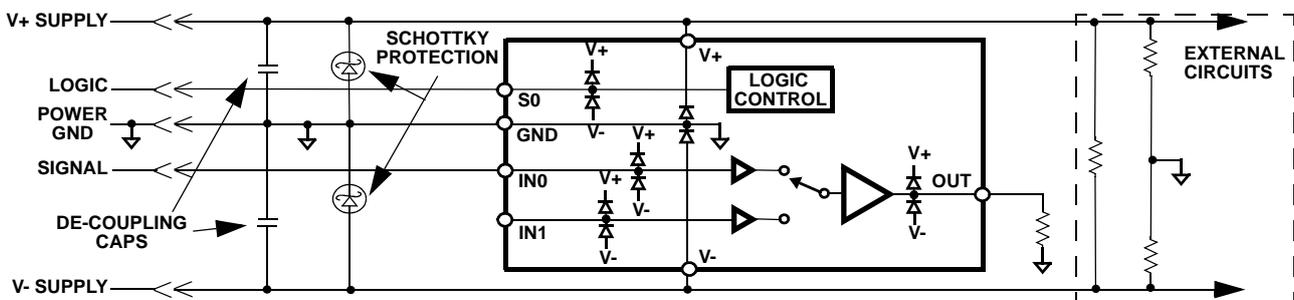 V+ SUPPLY
SCHOTTKY
PROTECTION
V+
V+
EXTERNAL
CIRCUITS
LOGIC
LOGIC
CONTROL
S0
POWER
GND
V-
V+
GND
SIGNAL
V+
V+
IN0
OUT
V-
DE-COUPLING
CAPS
IN1
V-
V-
V-
V- SUPPLY